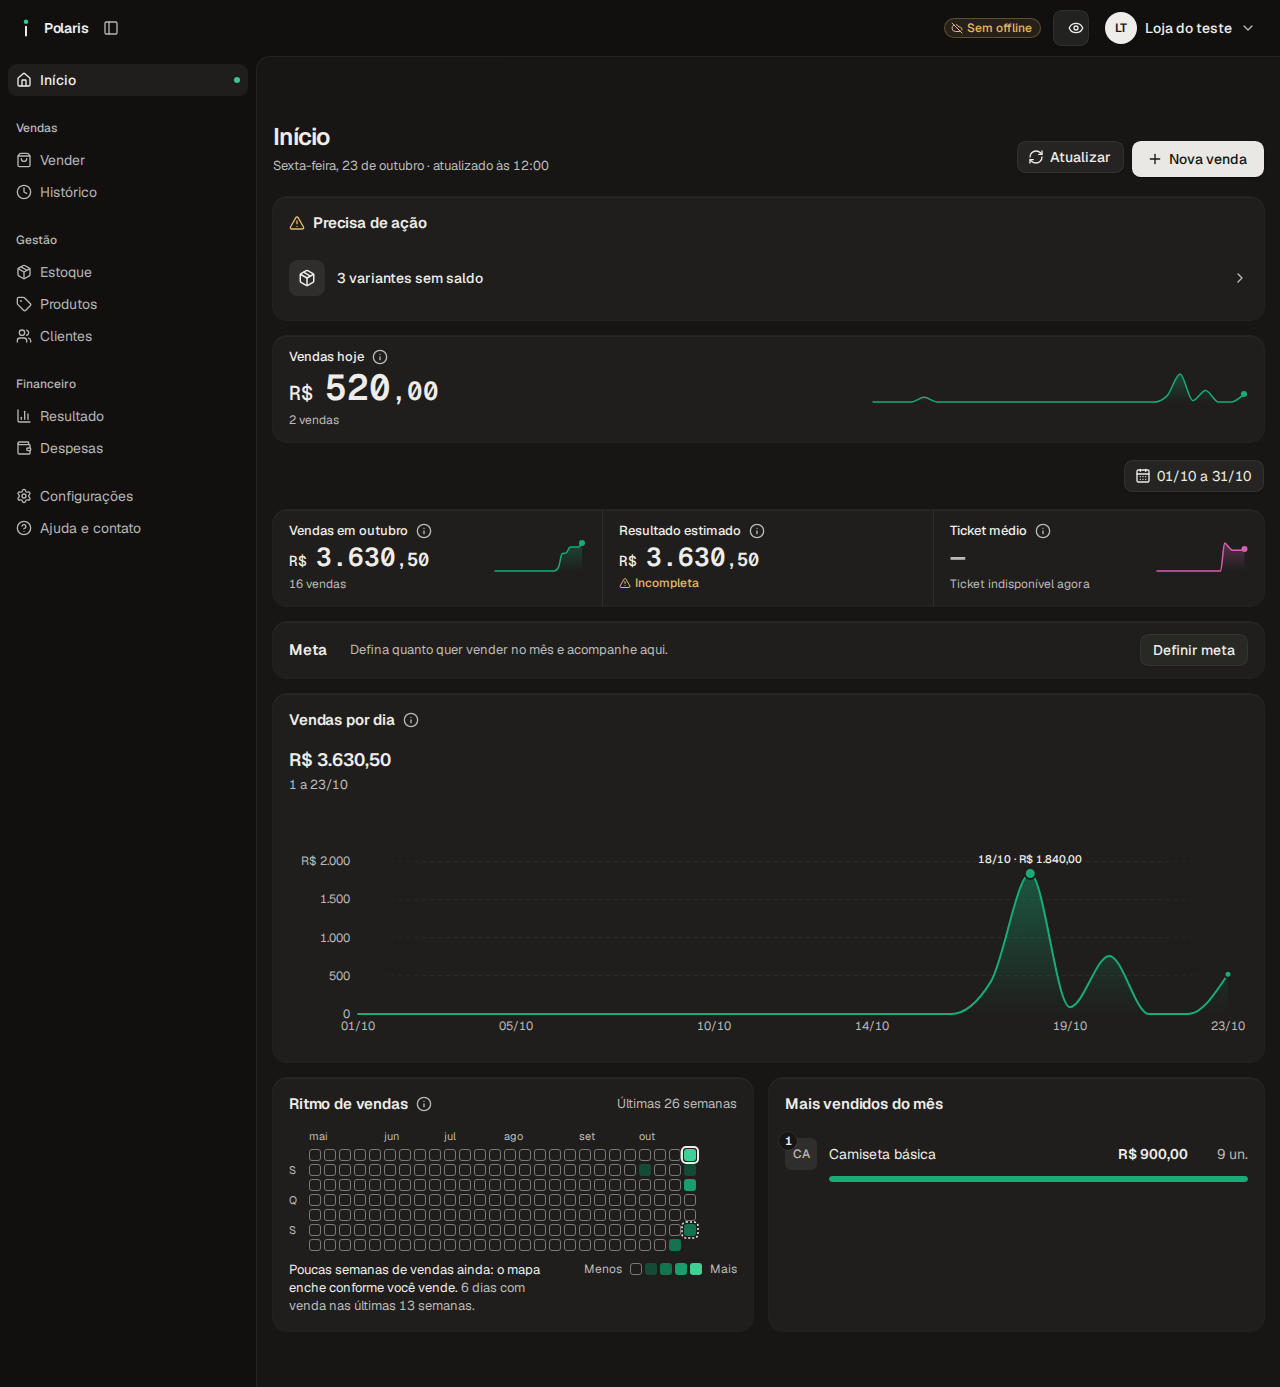 Polaris
Sem offline
LT
Loja do teste
Início
Vendas
Vender
Histórico
Gestão
Estoque
Produtos
Clientes
Financeiro
Resultado
Despesas
Configurações
Ajuda e contato
Início
Sexta-feira, 23 de outubro · atualizado às 12:00
Atualizar
Nova venda
Precisa de ação
3 variantes sem saldo
Vendas hoje
R$ 520,00
2 vendas
01/10 a 31/10
Vendas em outubro
R$ 3.630,50
16 vendas
Resultado estimado
R$ 3.630,50
Incompleta
Ticket médio
—
Ticket indisponível agora
Meta
Defina quanto quer vender no mês e acompanhe aqui.
Definir meta
Vendas por dia
R$ 3.630,50
1 a 23/10
R$ 2.000
1.500
1.000
500
0
18/10 · R$ 1.840,00
01/10
05/10
10/10
14/10
19/10
23/10
Ritmo de vendas
Últimas 26 semanas
mai jun jul ago set out
S
Q
S
Poucas semanas de vendas ainda: o mapa
enche conforme você vende. 6 dias com
venda nas últimas 13 semanas.
Menos
Mais
Mais vendidos do mês
1
CA
Camiseta básica
R$ 900,00
9 un.